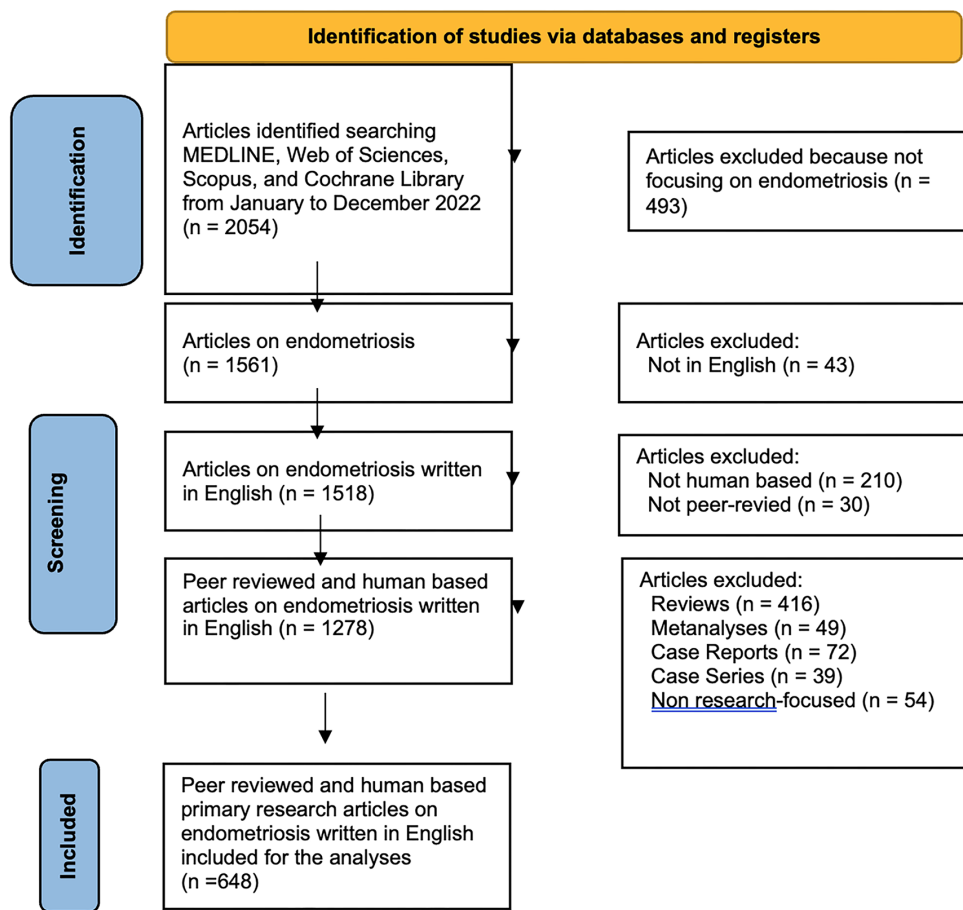 Identification of studies via databases and registers
Identification
Articles identified searching
MEDLINE, Web of Sciences,
Scopus, and Cochrane Library
from January to December 2022
(n = 2054)
Articles excluded because not
focusing on endometriosis (n =
493)
Articles on endometriosis
(n = 1561)
Articles excluded:
Not in English (n = 43)
Screening
Articles on endometriosis written
in English (n = 1518)
Articles excluded:
Not human based (n = 210)
Not peer-revied (n = 30)
Peer reviewed and human based
articles on endometriosis written
in English (n = 1278)
Articles excluded:
Reviews (n = 416)
Metanalyses (n = 49)
Case Reports (n = 72)
Case Series (n = 39)
Non research-focused (n = 54)
Included
Peer reviewed and human based
primary research articles on
endometriosis written in English
included for the analyses
(n =648)